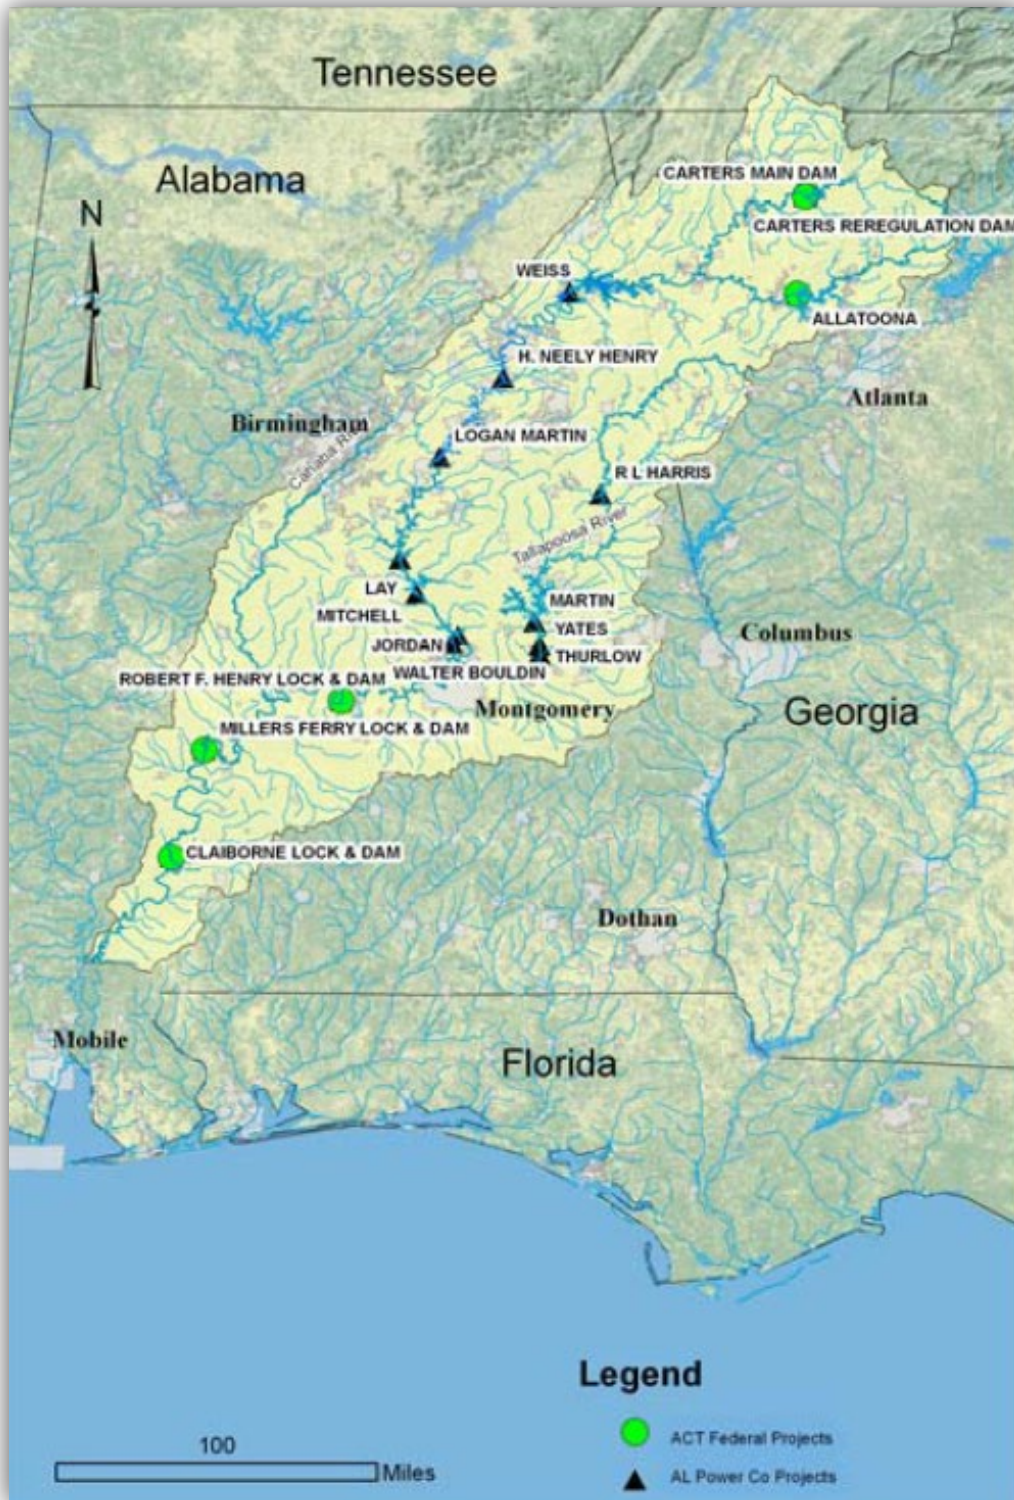 Tennessee
Alabama
N
CARTERS MAIN DAM
CARTERS REREGULATION DAM
WEISS
ALLATOONA
H. NEELY HENRY
Atlanta
Birmingham
LOGAN MARTIN
Cahaba River
R L HARRIS
Tallapoosa River
LAY
MARTIN
MITCHELL
YATES
Columbus
JORDAN
THURLOW
WALTER BOULDIN
ROBERT F. HENRY LOCK & DAM
Montgomery
Georgia
MILLERS FERRY LOCK & DAM
CLAIBORNE LOCK & DAM
Dothan
Mobile
Florida
Legend
ACT Federal Projects
AL Power Co Projects
100
Miles